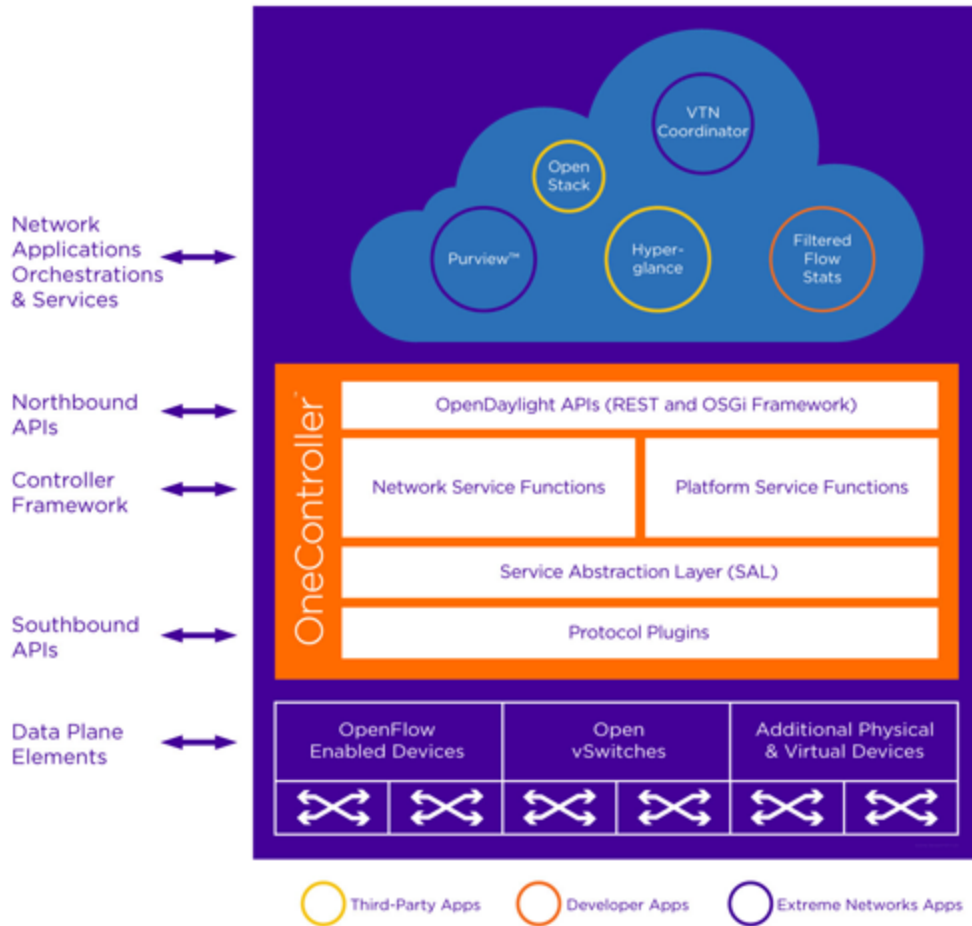 VTN
Coordinator
Open
Stack
Network
Applications
Orchestrations
& Services
Purview™
Hyper-
glance
Filtered
Flow
Stats
Northbound
APIs
OpenDaylight APIs (REST and OSGi Framework)
Controller
Framework
OneController
Network Service Functions
Platform Service Functions
Service Abstraction Layer (SAL)
Southbound
APIs
Protocol Plugins
Data Plane
Elements
OpenFlow
Enabled Devices
Open
vSwitches
Additional Physical
& Virtual Devices
Third-Party Apps
Developer Apps
Extreme Networks Apps